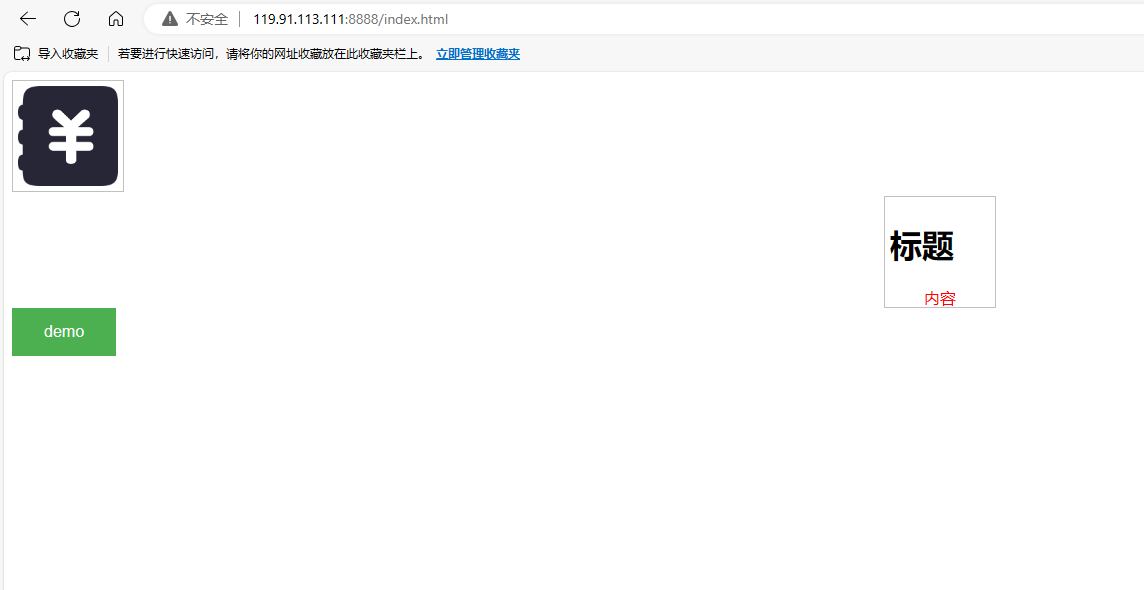 不安全 119.91.113.111:8888/index.html
导入收藏夹 若要进行快速访问，请将你的网址收藏放在此收藏夹栏上。 立即管理收藏夹
¥
标题
内容
demo